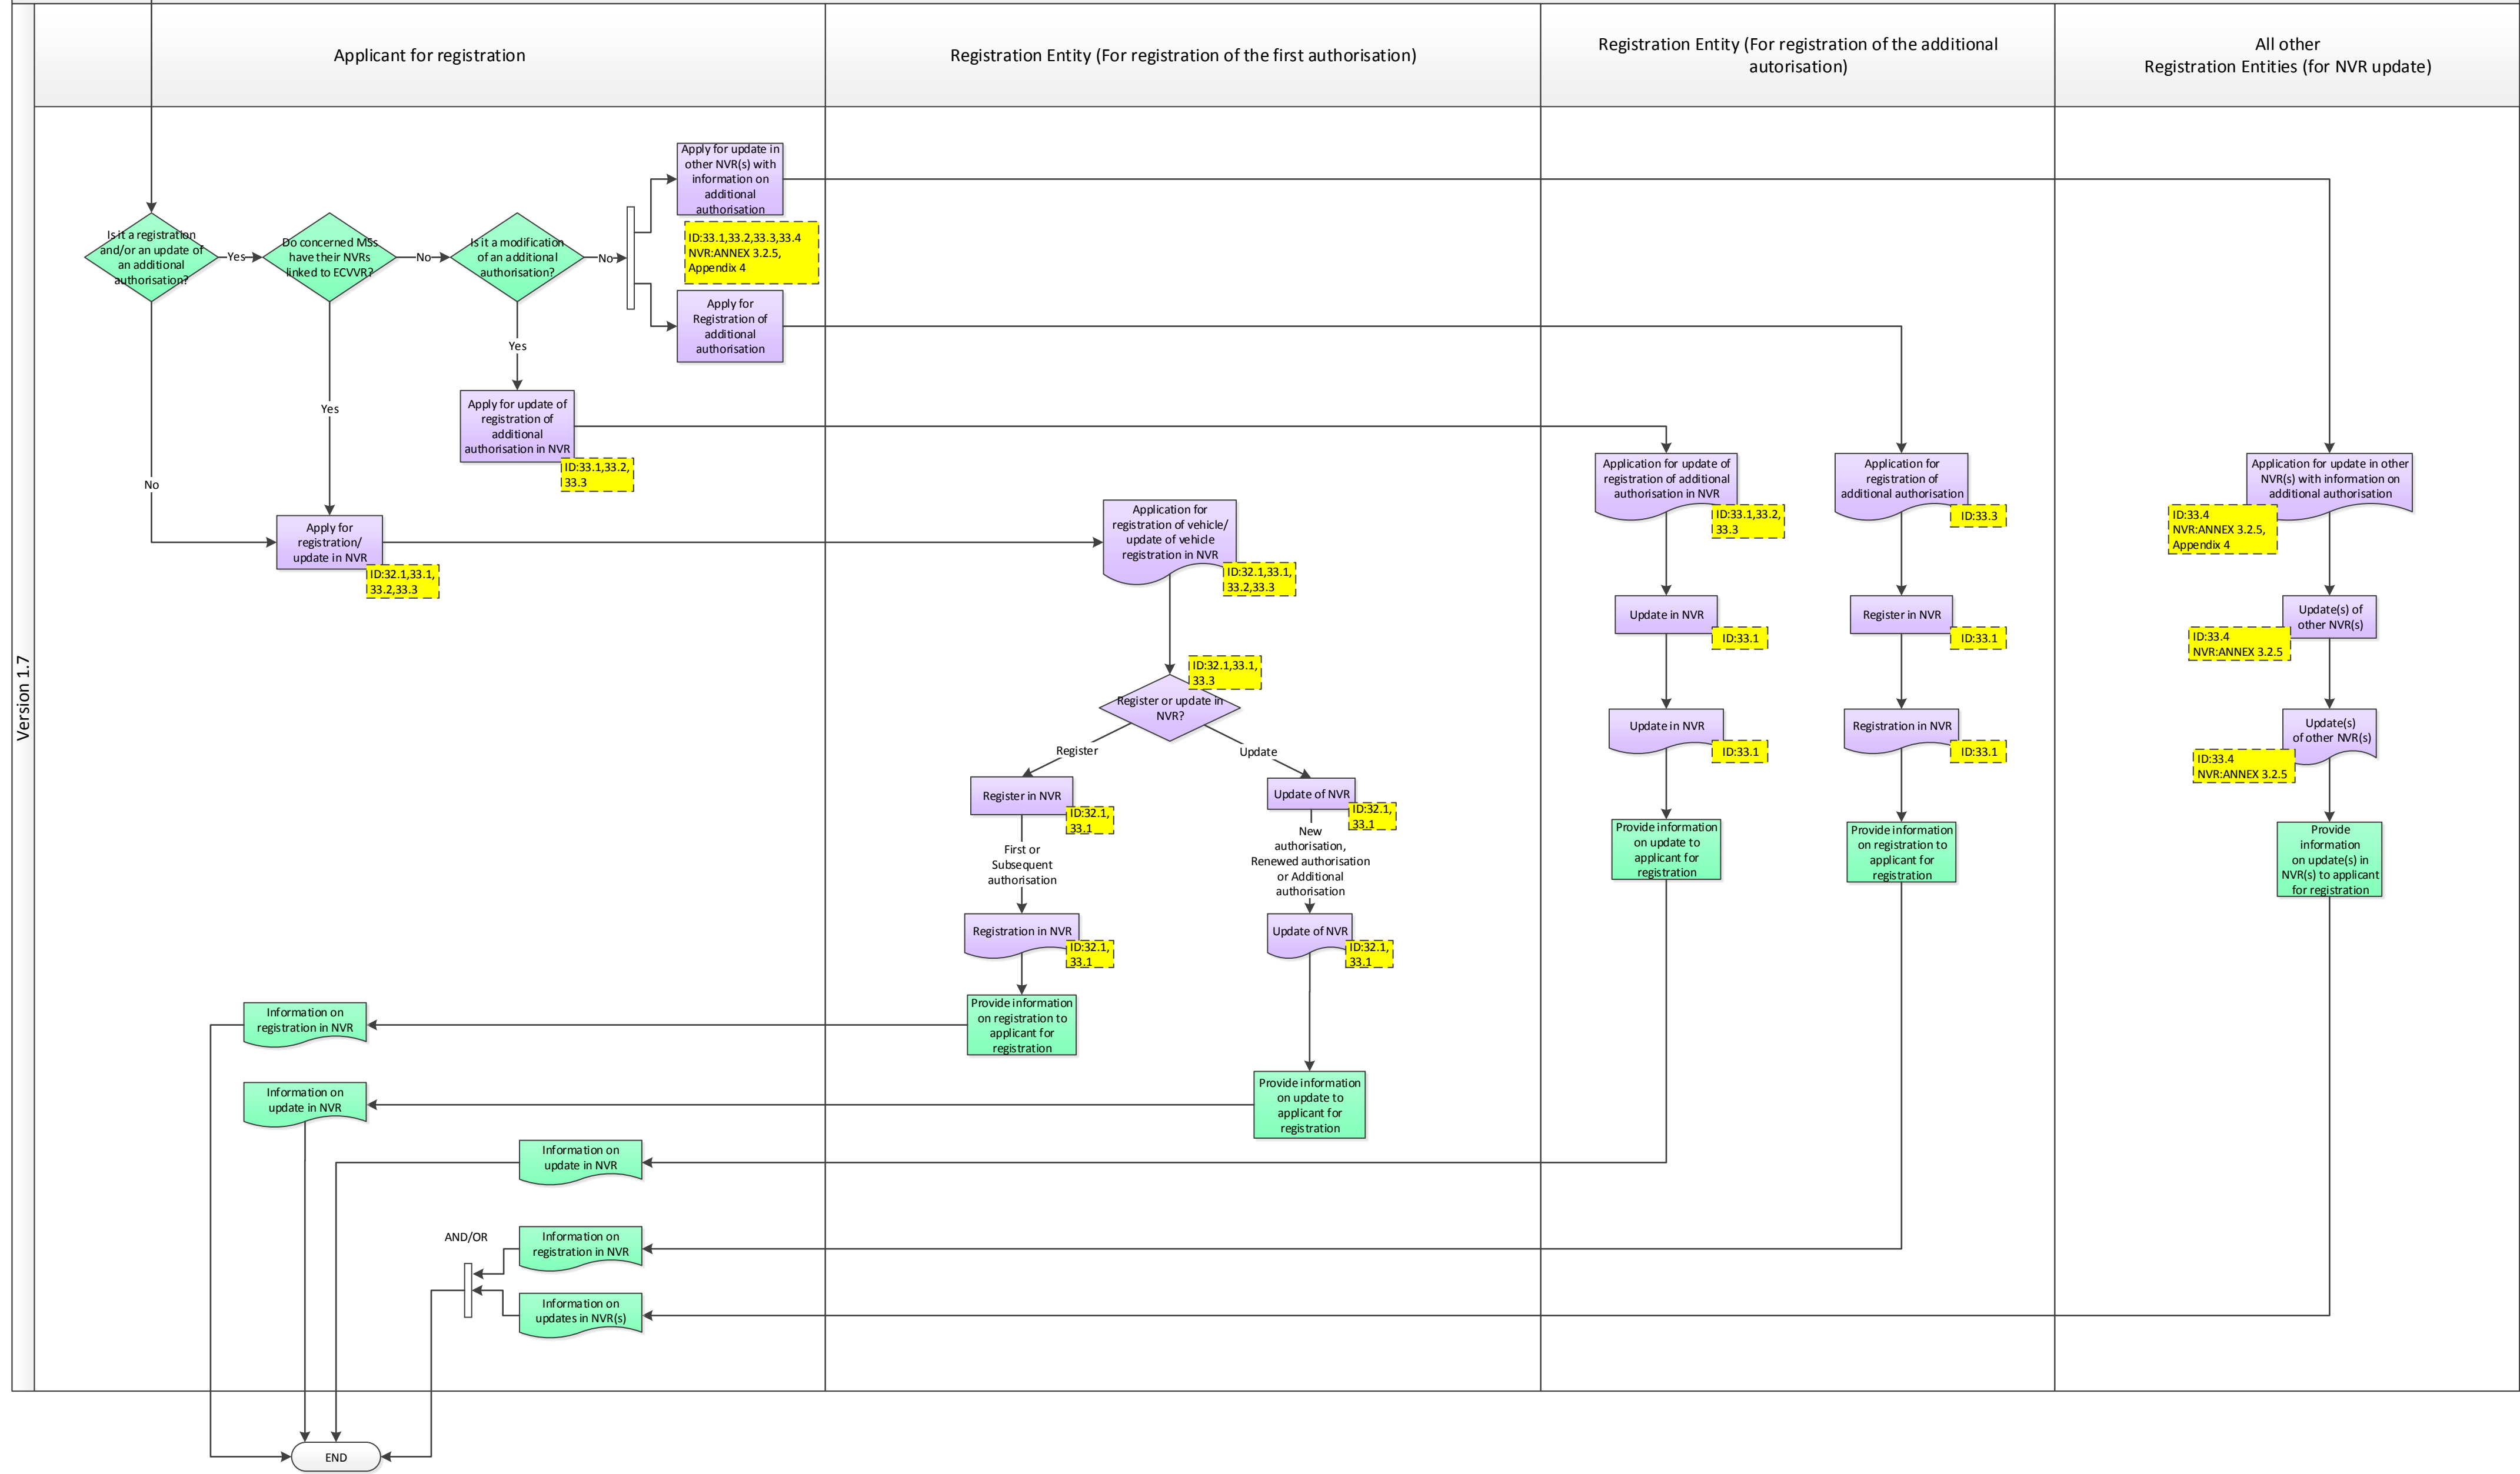 Applicant for registration
Registration Entity (For registration of the first authorisation)
Registration Entity (For registration of the additional
autorisation)
All other
Registration Entities (for NVR update)
Version 1.7
Is it a registration
and/or an update of
an additional
authorisation?
Yes
Do concerned MSs
have their NVRs
linked to ECVVR?
No
Is it a modification
of an additional
authorisation?
No
Apply for update in
other NVR(s) with
information on
additional
authorisation
ID:33.1,33.2,33.3,33.4
NVR:ANNEX 3.2.5,
Appendix 4
Apply for
Registration of
additional
authorisation
Yes
Yes
No
Apply for update of
registration of
additional
authorisation in NVR
ID:33.1,33.2,
33.3
Apply for
registration/
update in NVR
ID:32.1,33.1,
33.2,33.3
Application for
registration of vehicle/
update of vehicle
registration in NVR
ID:32.1,33.1,
33.2,33.3
ID:32.1,33.1,
33.3
Register or update in
NVR?
Register
Update
Register in NVR
ID:32.1,
33.1
First or
Subsequent
authorisation
Registration in NVR
ID:32.1,
33.1
Provide information
on registration to
applicant for
registration
Update of NVR
ID:32.1,
33.1
New
authorisation,
Renewed authorisation
or Additional
authorisation
Update of NVR
ID:32.1,
33.1
Provide information
on update to
applicant for
registration
Application for update of
registration of additional
authorisation in NVR
ID:33.1,33.2,
33.3
Update in NVR
ID:33.1
Update in NVR
ID:33.1
Provide information
on update to
applicant for
registration
Application for
registration of
additional authorisation
ID:33.3
Register in NVR
ID:33.1
Registration in NVR
ID:33.1
Provide information
on registration to
applicant for
registration
Application for update in other
NVR(s) with information on
additional authorisation
ID:33.4
NVR:ANNEX 3.2.5,
Appendix 4
Update(s) of
other NVR(s)
ID:33.4
NVR:ANNEX 3.2.5
Update(s)
of other NVR(s)
ID:33.4
NVR:ANNEX 3.2.5
Provide
information
on update(s) in
NVR(s) to applicant
for registration
Information on
registration in NVR
Information on
update in NVR
Information on
update in NVR
AND/OR
Information on
registration in NVR
Information on
updates in NVR(s)
END